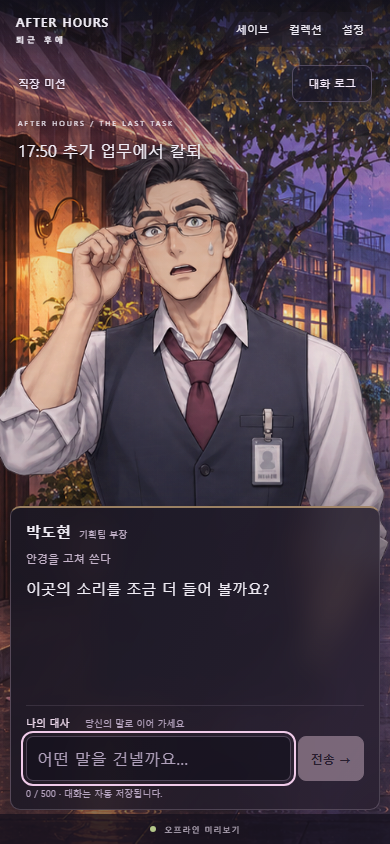 AFTER HOURS
퇴근 후애
세이브 컬렉션 설정
직장 미션
대화 로그
AFTER HOURS / THE LAST TASK
17:50 추가 업무에서 칼퇴
박도현 기획팀 부장
안경을 고쳐 쓴다
이곳의 소리를 조금 더 들어 볼까요?
나의 대사 당신의 말로 이어 가세요
어떤 말을 건넬까요...
전송 →
0 / 500 · 대화는 자동 저장됩니다.
오프라인 미리보기